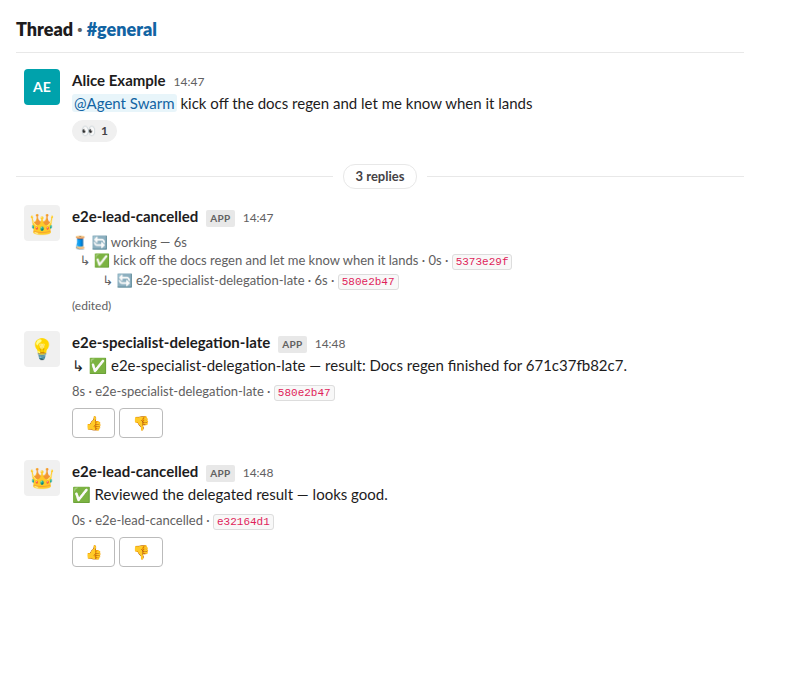 Thread • #general
AE
Alice Example 14:47
@Agent Swarm kick off the docs regen and let me know when it lands
👀 1
3 replies
e2e-lead-cancelled APP 14:47
🧵 🔄 working — 6s
↳ ✅ kick off the docs regen and let me know when it lands · 0s · 5373e29f
↳ 🔄 e2e-specialist-delegation-late · 6s · 580e2b47
(edited)
e2e-specialist-delegation-late APP 14:48
↳ ✅ e2e-specialist-delegation-late — result: Docs regen finished for 671c37fb82c7.
8s · e2e-specialist-delegation-late · 580e2b47
👍 👎
e2e-lead-cancelled APP 14:48
✅ Reviewed the delegated result — looks good.
0s · e2e-lead-cancelled · e32164d1
👍 👎